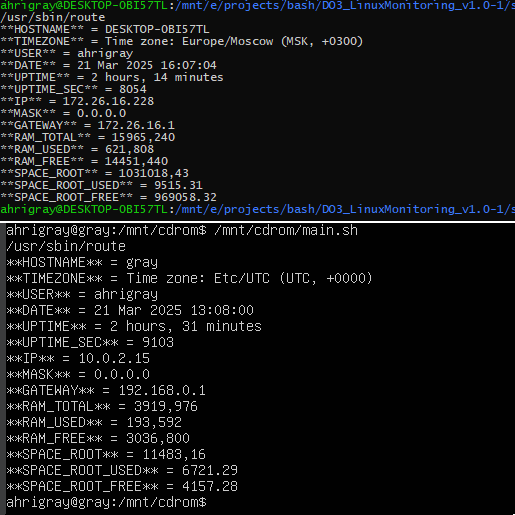 ahrigray@DESKTOP-0BI57TL:/mnt/e/projects/bash/DO3_LinuxMonitoring_v1.0-1/s
/usr/sbin/route
**HOSTNAME** = DESKTOP-0BI57TL
**TIMEZONE** = Time zone: Europe/Moscow (MSK, +0300)
**USER** = ahrigray
**DATE** = 21 Mar 2025 16:07:04
**UPTIME** = 2 hours, 14 minutes
**UPTIME_SEC** = 8054
**IP** = 172.26.16.228
**MASK** = 0.0.0.0
**GATEWAY** = 172.26.16.1
**RAM_TOTAL** = 15965,240
**RAM_USED** = 621,808
**RAM_FREE** = 14451,440
**SPACE_ROOT** = 1031018,43
**SPACE_ROOT_USED** = 9515.31
**SPACE_ROOT_FREE** = 969058.32
ahrigray@DESKTOP-0BI57TL:/mnt/e/projects/bash/DO3_LinuxMonitoring_v1.0-1/s
ahrigray@gray:/mnt/cdrom$ /mnt/cdrom/main.sh
/usr/sbin/route
**HOSTNAME** = gray
**TIMEZONE** = Time zone: Etc/UTC (UTC, +0000)
**USER** = ahrigray
**DATE** = 21 Mar 2025 13:08:00
**UPTIME** = 2 hours, 31 minutes
**UPTIME_SEC** = 9103
**IP** = 10.0.2.15
**MASK** = 0.0.0.0
**GATEWAY** = 192.168.0.1
**RAM_TOTAL** = 3919,976
**RAM_USED** = 193,592
**RAM_FREE** = 3036,800
**SPACE_ROOT** = 11483,16
**SPACE_ROOT_USED** = 6721.29
**SPACE_ROOT_FREE** = 4157.28
ahrigray@gray:/mnt/cdrom$